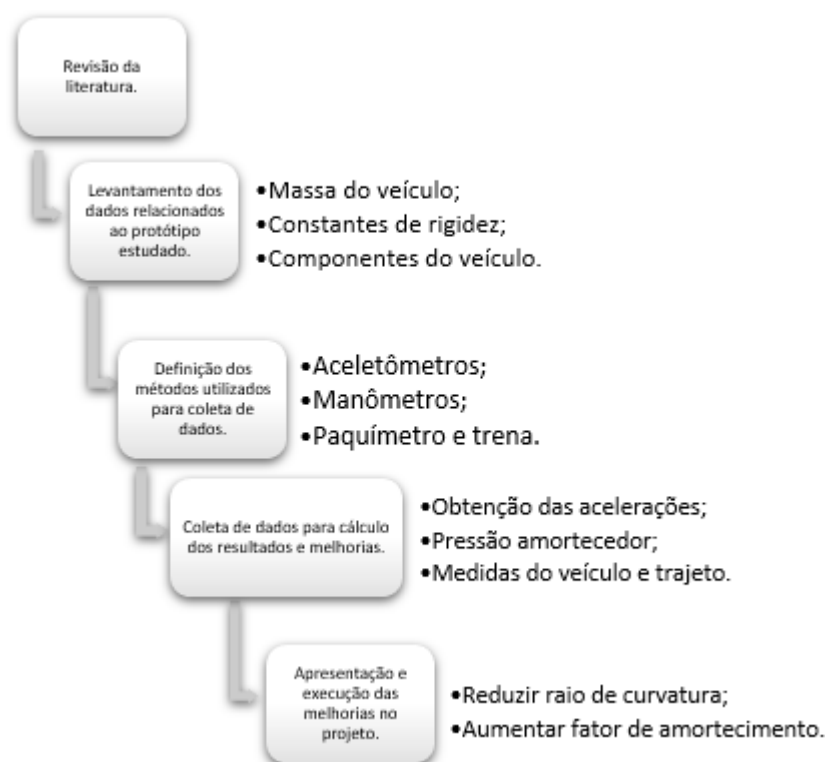 Revisão da
literatura.
Levantamento dos
dados relacionados
ao protótipo
estudado.
•Massa do veículo;
•Constantes de rigidez;
•Componentes do veículo.
Definição dos
métodos utilizados
para coleta de
dados.
•Aceletômetros;
•Manômetros;
•Paquímetro e trena.
Coleta de dados para cálculo
dos resultados e melhorias.
•Obtenção das acelerações;
•Pressão amortecedor;
•Medidas do veículo e trajeto.
Apresentação e
execução das
melhorias no
projeto.
•Reduzir raio de curvatura;
•Aumentar fator de amortecimento.